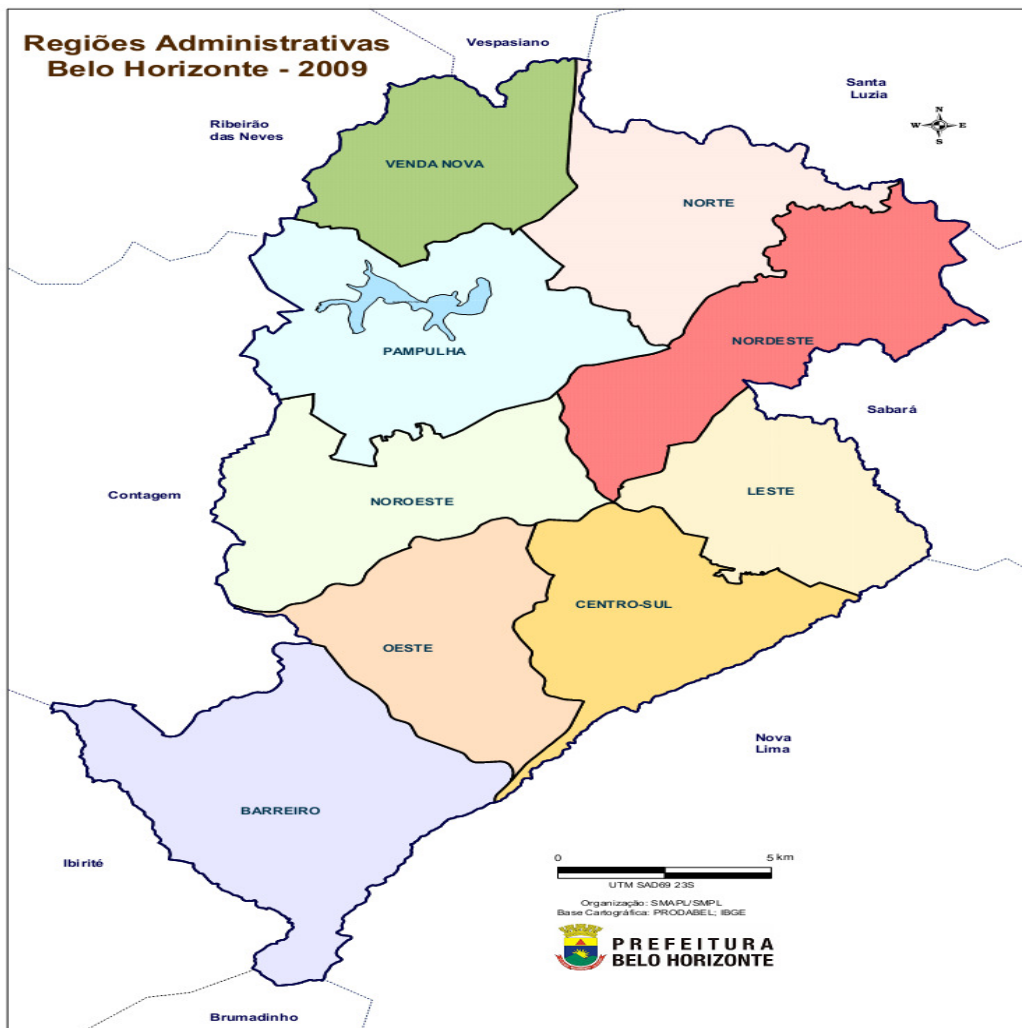 Regiões Administrativas
Belo Horizonte - 2009
Vespasiano
Santa
Luzia
Ribeirão
das Neves
N
W
E
S
VENDA NOVA
NORTE
PAMPULHA
NORDESTE
Sabará
Contagem
NOROESTE
LESTE
CENTRO-SUL
OESTE
Nova
Lima
BARREIRO
Ibirité
0
5 km
UTM SAD69 23S
Organização: SMAPL/SMPL
Base Cartográfica: PRODABEL; IBGE
PREFEITURA
BELO HORIZONTE
Brumadinho